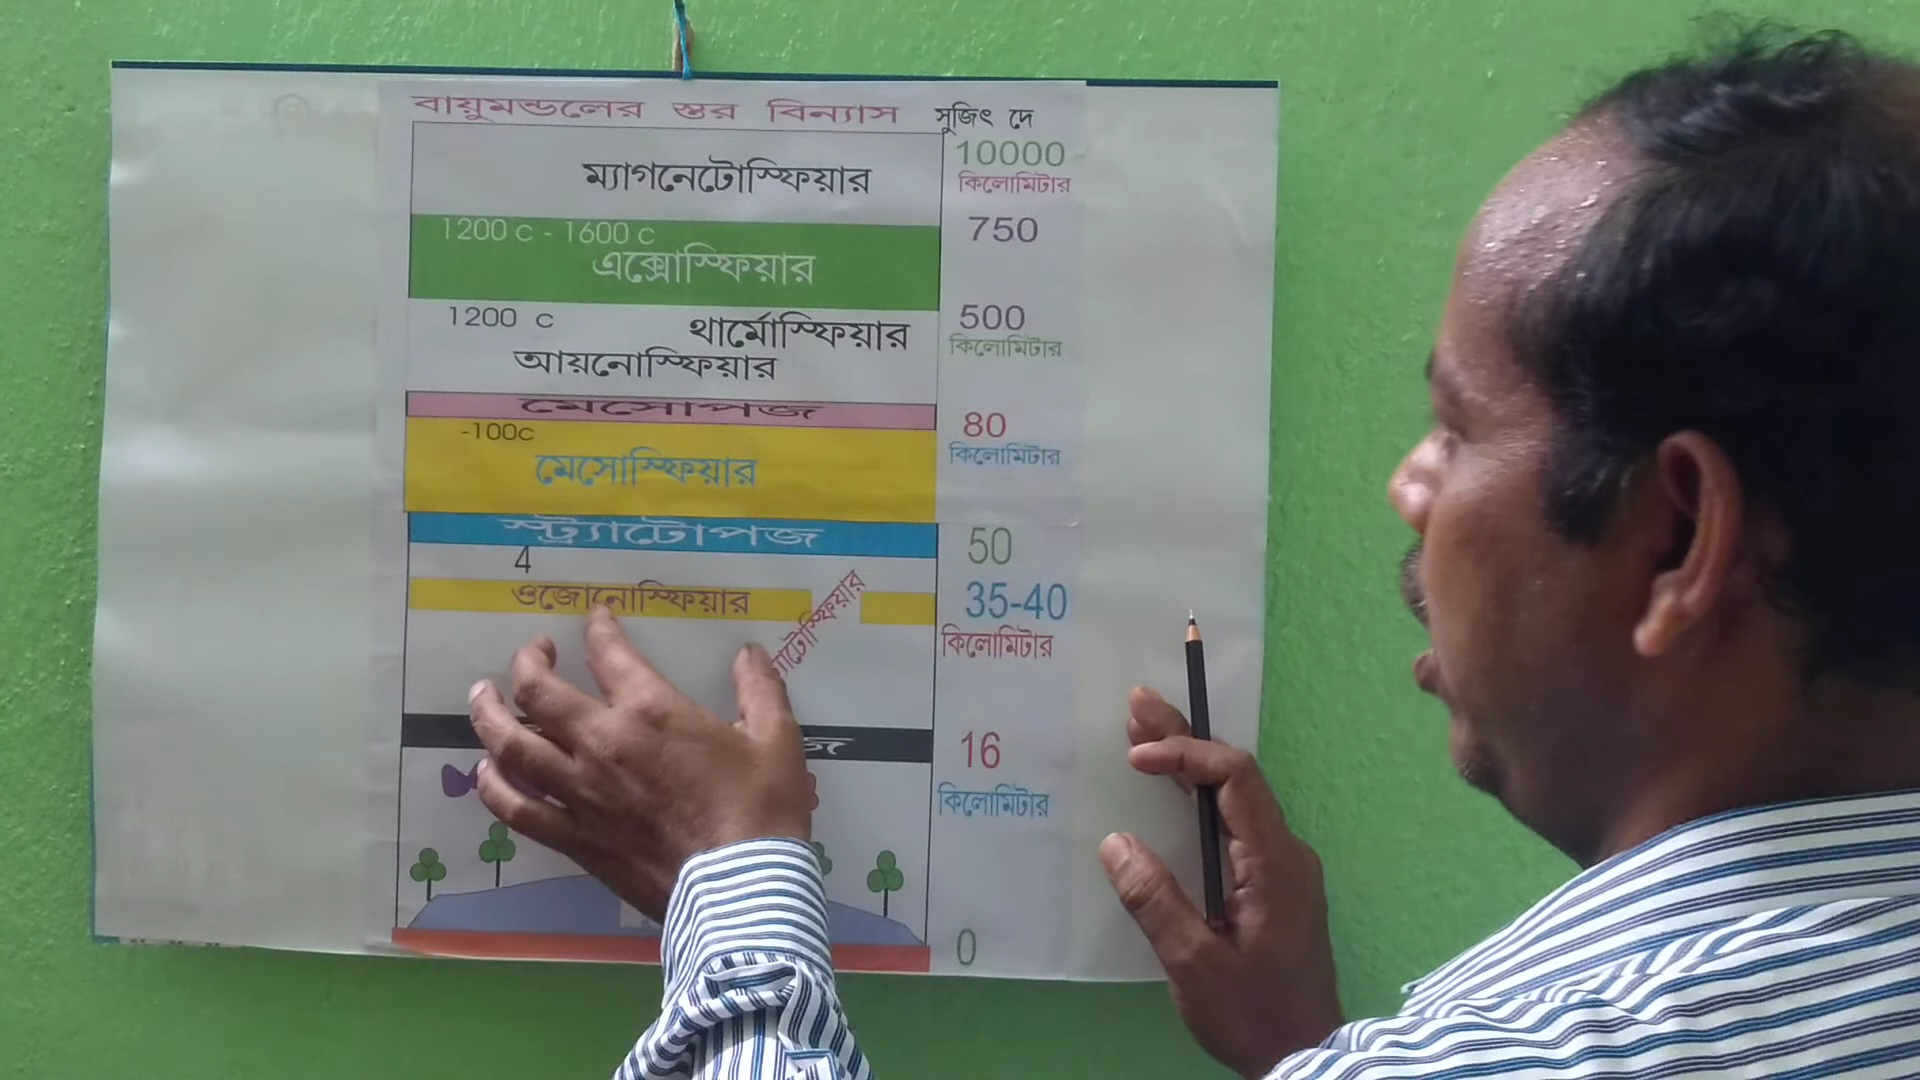 বায়ুমন্ডলের স্তর বিন্যাস সুজিৎ দে
10000
কিলোমিটার
ম্যাগনেটোস্ফিয়ার
1200 c - 1600 c
750
এক্সোস্ফিয়ার
1200 c
500
থার্মোস্ফিয়ার
কিলোমিটার
আয়নোস্ফিয়ার
মেসোপজ
80
-100c
কিলোমিটার
মেসোস্ফিয়ার
স্ট্র্যাটোপজ
50
4
ওজোনোস্ফিয়ার
35-40
কিলোমিটার
16
কিলোমিটার
0